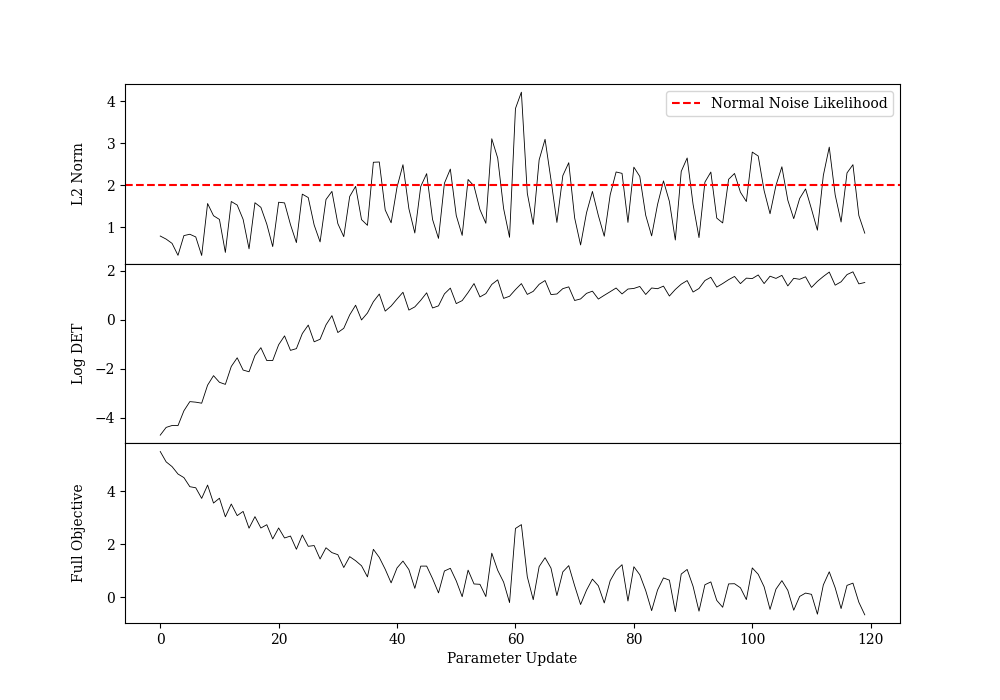 Normal Noise Likelihood
L2 Norm
4
3
2
1
Log DET
2
0
−2
−4
Full Objective
4
2
0
0 20 40 60 80 100 120
Parameter Update